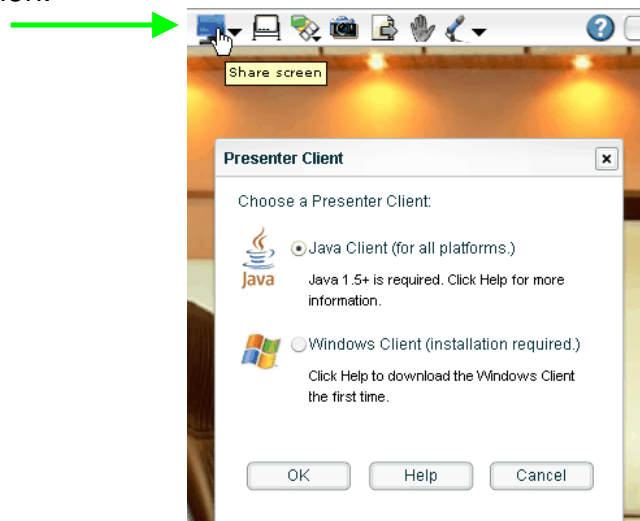 Share screen
Presenter Client
Choose a Presenter Client:
Java Client (for all platforms.)
Java
Java 1.5+ is required. Click Help for more
information.
Windows Client (installation required.)
Click Help to download the Windows Client
the first time.
OK Help Cancel